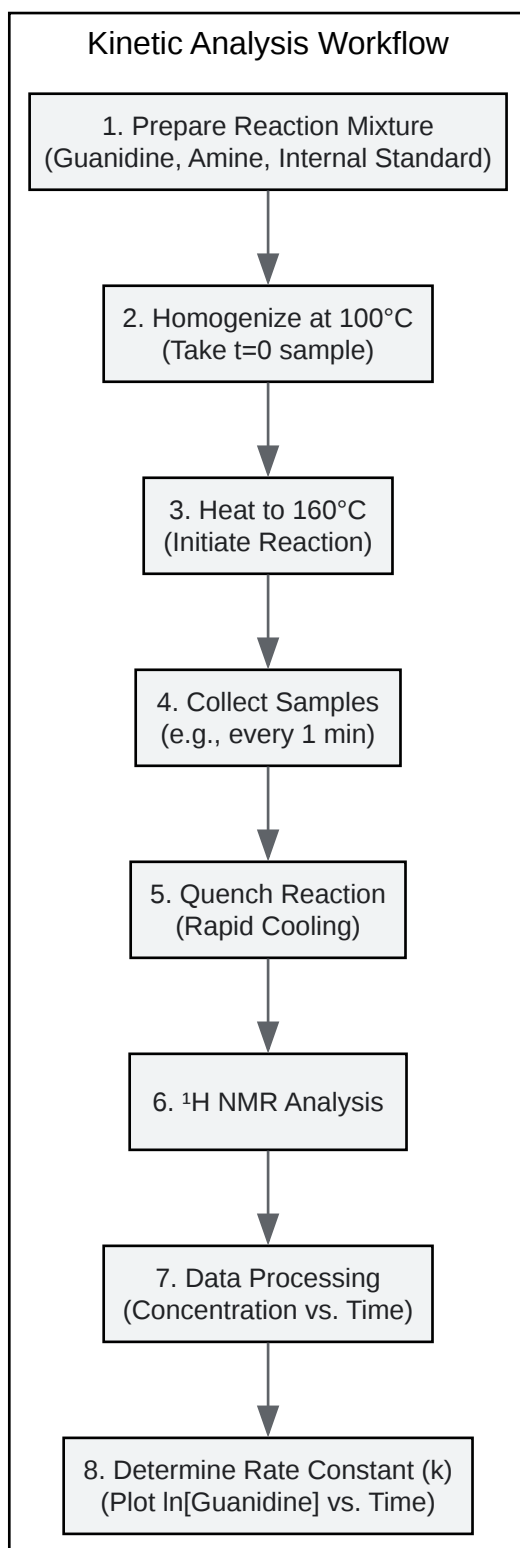 Kinetic Analysis Workflow
1. Prepare Reaction Mixture
(Guanidine, Amine, Internal Standard)
2. Homogenize at 100°C
(Take t=0 sample)
3. Heat to 160°C
(Initiate Reaction)
4. Collect Samples
(e.g., every 1 min)
5. Quench Reaction
(Rapid Cooling)
6. ¹H NMR Analysis
7. Data Processing
(Concentration vs. Time)
8. Determine Rate Constant (k)
(Plot ln[Guanidine] vs. Time)